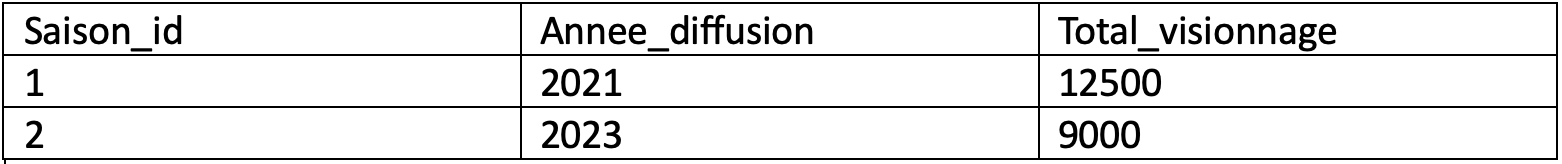 Saison_id Annee_diffusion Total_visionnage
1 2021 12500
2 2023 9000